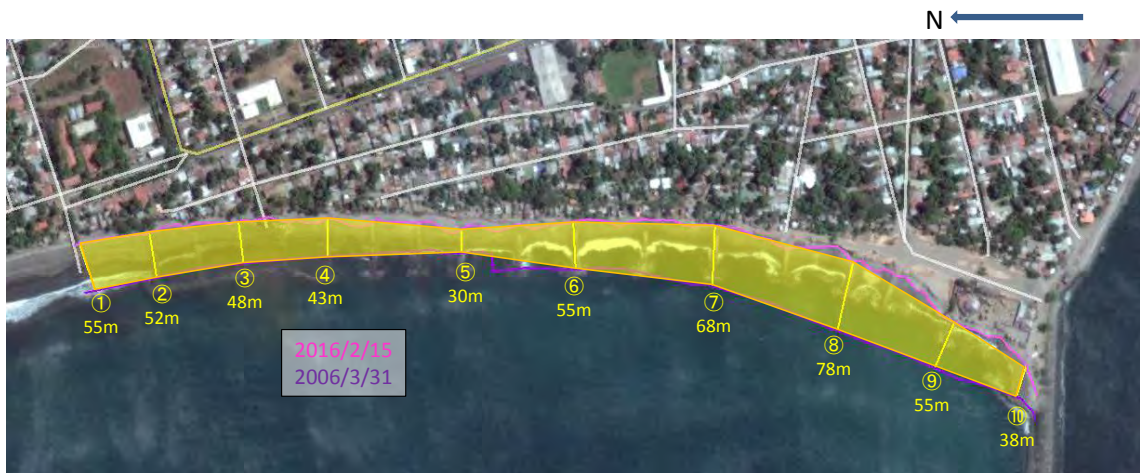 N
①
55m
②
52m
③
48m
④
43m
⑤
30m
⑥
55m
⑦
68m
⑧
78m
⑨
55m
⑩
38m
2016/2/15
2006/3/31